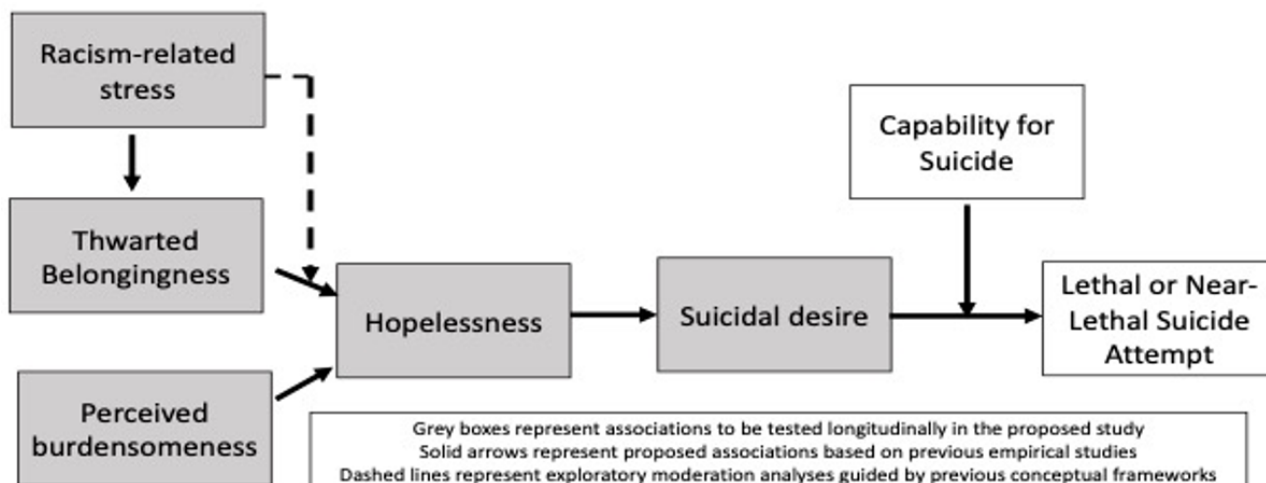 Racism-related
stress
Capability for
Suicide
Thwarted
Belongingness
Hopelessness
Suicidal desire
Lethal or Near-
Lethal Suicide
Attempt
Perceived
burdensomeness
Grey boxes represent associations to be tested longitudinally in the proposed study
Solid arrows represent proposed associations based on previous empirical studies
Dashed lines represent exploratory moderation analyses guided by previous conceptual frameworks